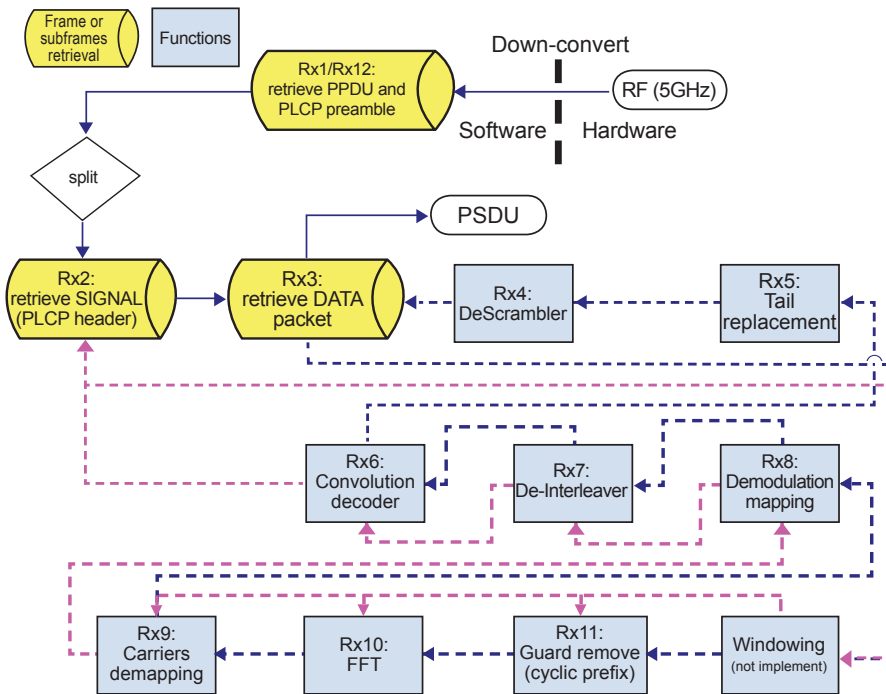 Frame or
subframes
retrieval
Functions
Rx1/Rx12:
retrieve PPDU and
PLCP preamble
Down-convert
RF (5GHz)
Software
Hardware
split
PSDU
Rx2:
retrieve SIGNAL
(PLCP header)
Rx3:
retrieve DATA
packet
Rx4:
DeScrambler
Rx5:
Tail
replacement
Rx6:
Convolution
decoder
Rx7:
De-Interleaver
Rx8:
Demodulation
mapping
Rx9:
Carriers
demapping
Rx10:
FFT
Rx11:
Guard remove
(cyclic prefix)
Windowing
(not implement)